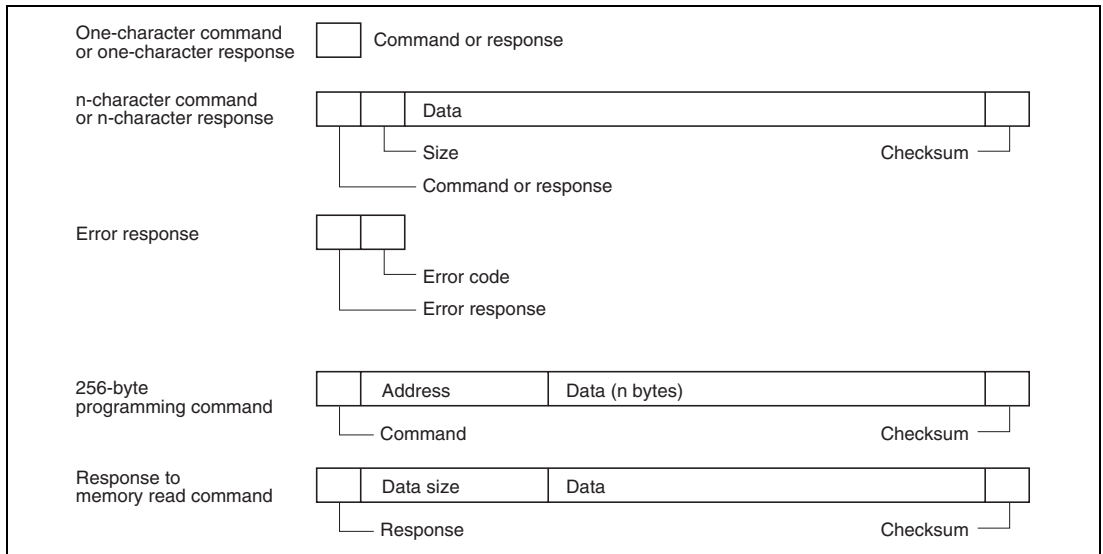 One-character command
or one-character response
Command or response
n-character command
or n-character response
Data
Size
Checksum
Command or response
Error response
Error code
Error response
256-byte
programming command
Address
Data (n bytes)
Command
Checksum
Response to
memory read command
Data size
Data
Response
Checksum